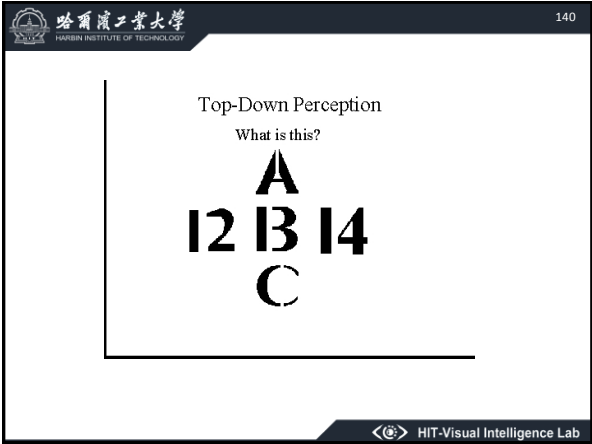 哈爾濱工業大學
HARBIN INSTITUTE OF TECHNOLOGY
140
Top-Down Perception
What is this?
A
12 13 14
C
HIT-Visual Intelligence Lab